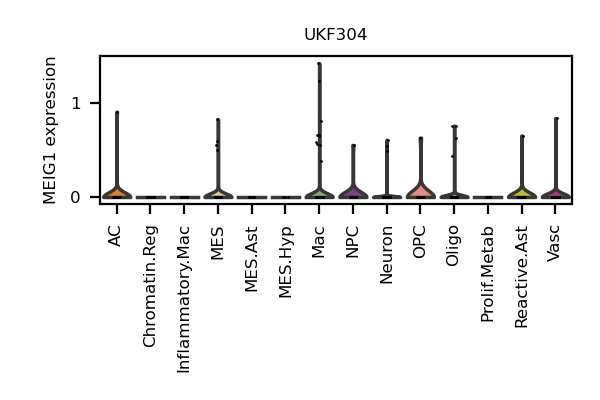 UKF304
MEIG1 expression
1
0
AC
Chromatin.Reg
Inflammatory.Mac
MES
MES.Ast
MES.Hyp
Mac
NPC
Neuron
OPC
Oligo
Prolif.Metab
Reactive.Ast
Vasc